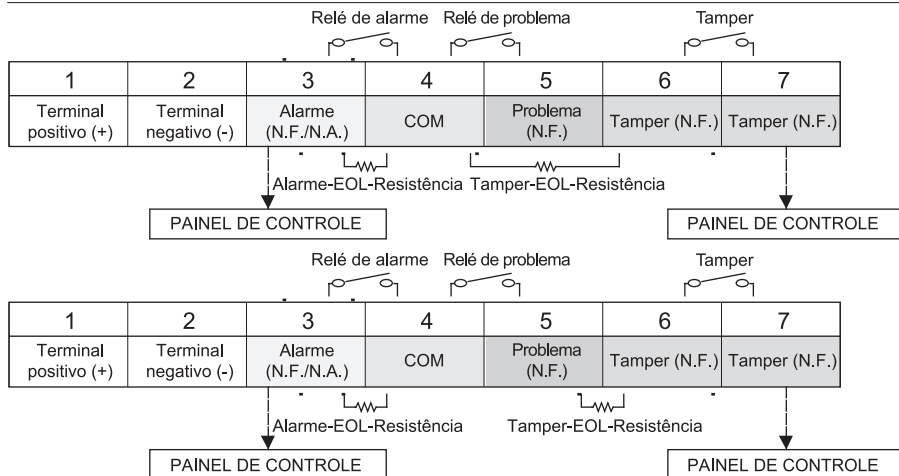 Relé de alarme Relé de problema Tamper
1 2 3 4 5 6 7
Terminal positivo (+) Terminal negativo (-) Alarme (N.F./N.A.) COM Problema (N.F.) Tamper (N.F.) Tamper (N.F.)
Alarme-EOL-Resistência Tamper-EOL-Resistência
PAINEL DE CONTROLE PAINEL DE CONTROLE
Relé de alarme Relé de problema Tamper
1 2 3 4 5 6 7
Terminal positivo (+) Terminal negativo (-) Alarme (N.F./N.A.) COM Problema (N.F.) Tamper (N.F.) Tamper (N.F.)
Alarme-EOL-Resistência Tamper-EOL-Resistência
PAINEL DE CONTROLE PAINEL DE CONTROLE